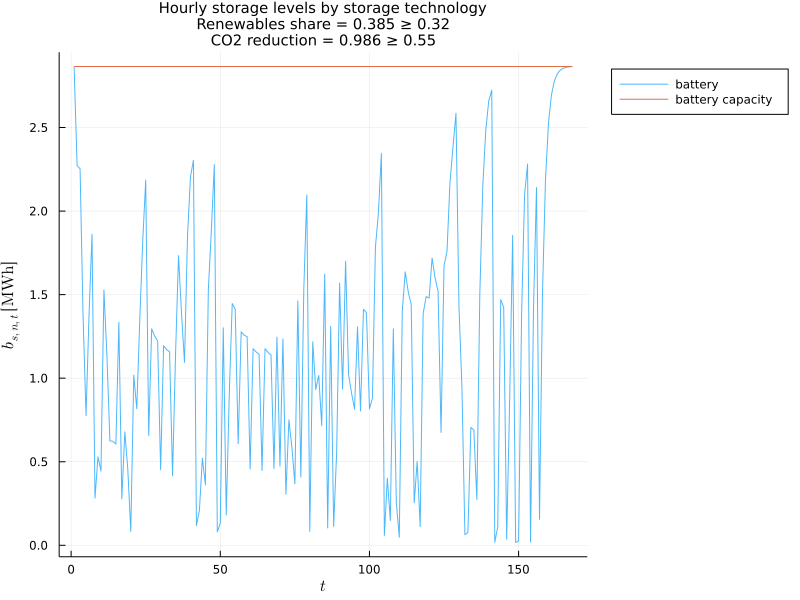 Hourly storage levels by storage technology
Renewables share = 0.385 ≥ 0.32
CO2 reduction = 0.986 ≥ 0.55
battery
battery capacity
b_{s, n, t} [MWh]
2.5
2.0
1.5
1.0
0.5
0.0
0
50
100
150
t